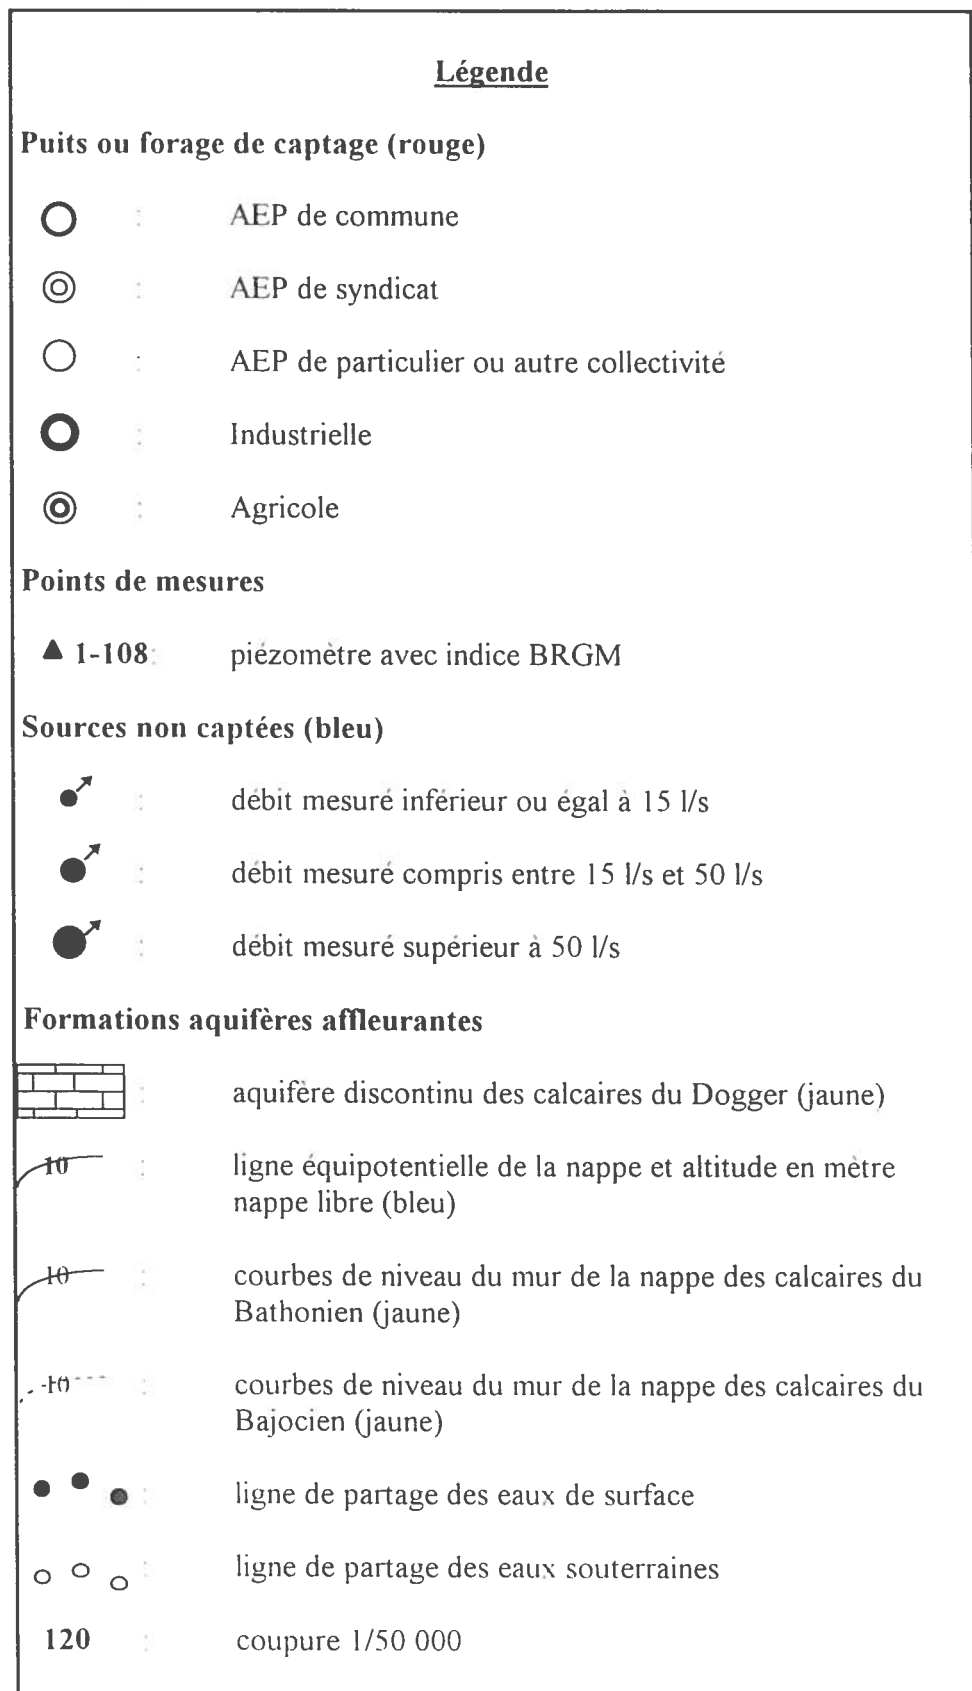 Légende
Puits ou forage de captage (rouge)
: AEP de commune
: AEP de syndicat
: AEP de particulier ou autre collectivité
: Industrielle
: Agricole
Points de mesures
1-108: piézomètre avec indice BRGM
Sources non captées (bleu)
: débit mesuré inférieur ou égal à 15 l/s
: débit mesuré compris entre 15 l/s et 50 l/s
: débit mesuré supérieur à 50 l/s
Formations aquifères affleurantes
: aquifère discontinu des calcaires du Dogger (jaune)
10 : ligne équipotentielle de la nappe et altitude en mètre
nappe libre (bleu)
10 : courbes de niveau du mur de la nappe des calcaires du
Bathonien (jaune)
-10 : courbes de niveau du mur de la nappe des calcaires du
Bajocien (jaune)
: ligne de partage des eaux de surface
: ligne de partage des eaux souterraines
120 : coupure 1/50 000